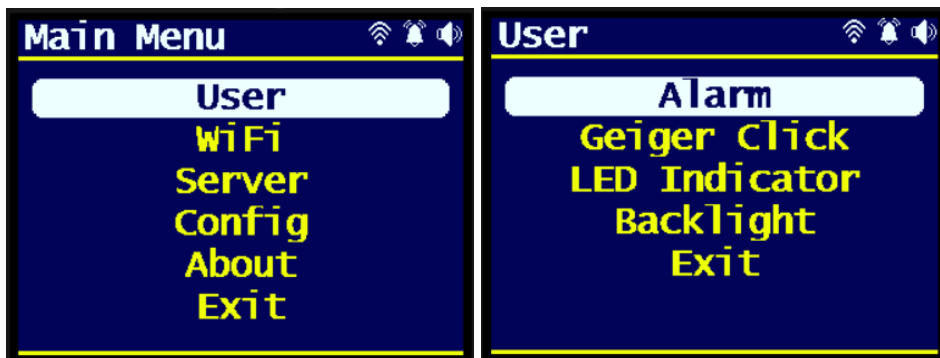 Main Menu
User
WiFi
Server
Config
About
Exit
User
Alarm
Geiger Click
LED Indicator
Backlight
Exit